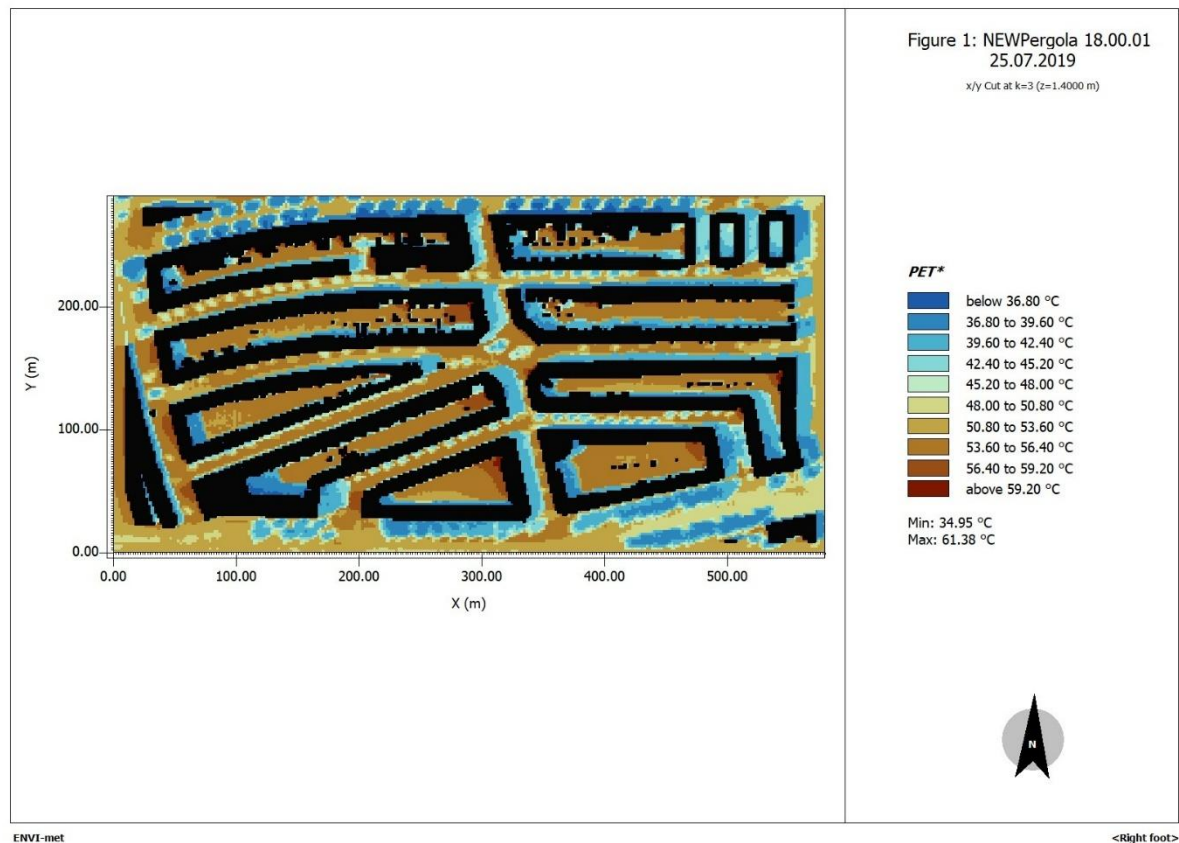 Figure 1: NEWPergola 18.00.01
25.07.2019
x/y Cut at k=3 (z=1.4000 m)
Y (m)
200.00
100.00
0.00
0.00 100.00 200.00 300.00 400.00 500.00
X (m)
PET*
below 36.80 °C
36.80 to 39.60 °C
39.60 to 42.40 °C
42.40 to 45.20 °C
45.20 to 48.00 °C
48.00 to 50.80 °C
50.80 to 53.60 °C
53.60 to 56.40 °C
56.40 to 59.20 °C
above 59.20 °C
Min: 34.95 °C
Max: 61.38 °C
N
ENVI-met
<Right foot>